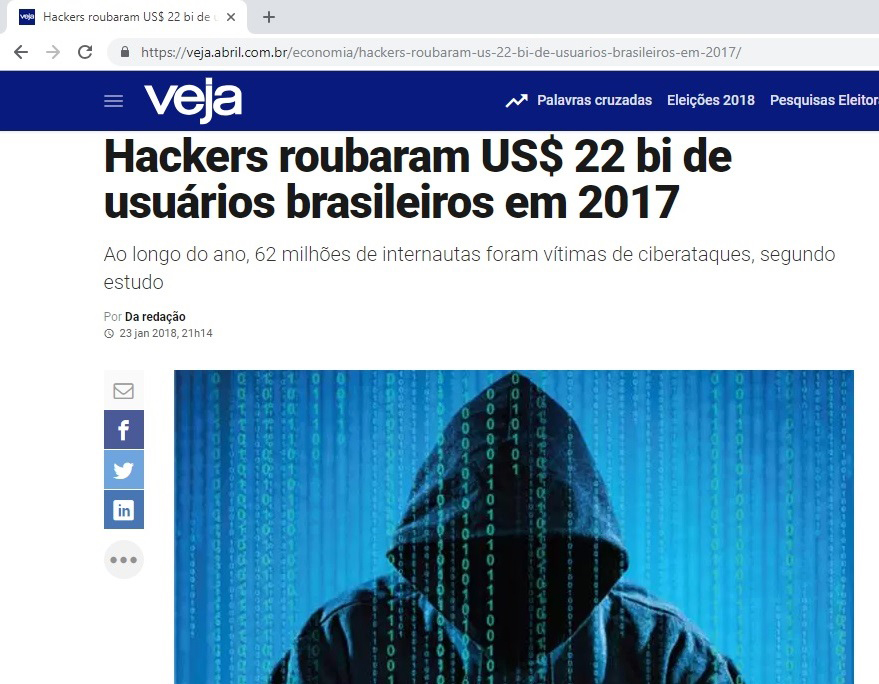 veja Hackers roubaram US$ 22 bi de
https://veja.abril.com.br/economia/hackers-roubaram-us-22-bi-de-usuarios-brasileiros-em-2017/
veja Palavras cruzadas Eleições 2018 Pesquisas Eleitor
Hackers roubaram US$ 22 bi de
usuários brasileiros em 2017
Ao longo do ano, 62 milhões de internautas foram vítimas de ciberataques, segundo
estudo
Por Da redação
23 jan 2018, 21h14
f
in